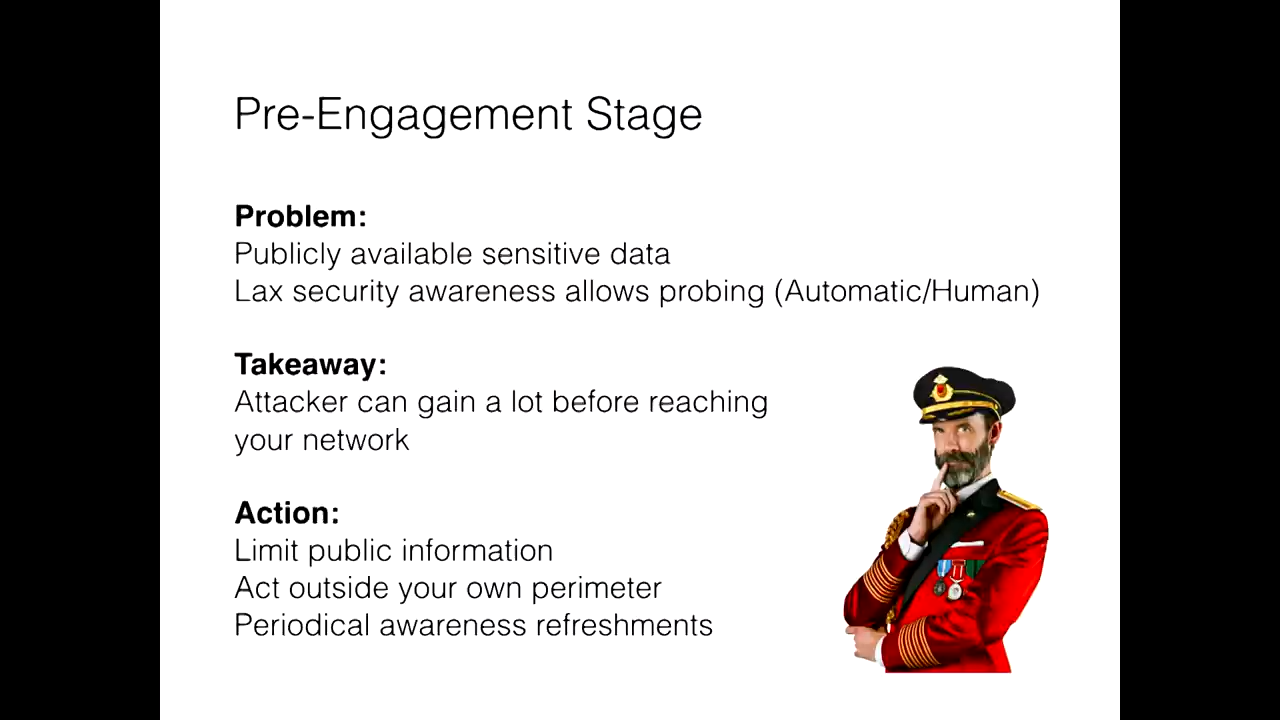 Pre-Engagement Stage
Problem:
Publicly available sensitive data
Lax security awareness allows probing (Automatic/Human)
Takeaway:
Attacker can gain a lot before reaching
your network
Action:
Limit public information
Act outside your own perimeter
Periodical awareness refreshments